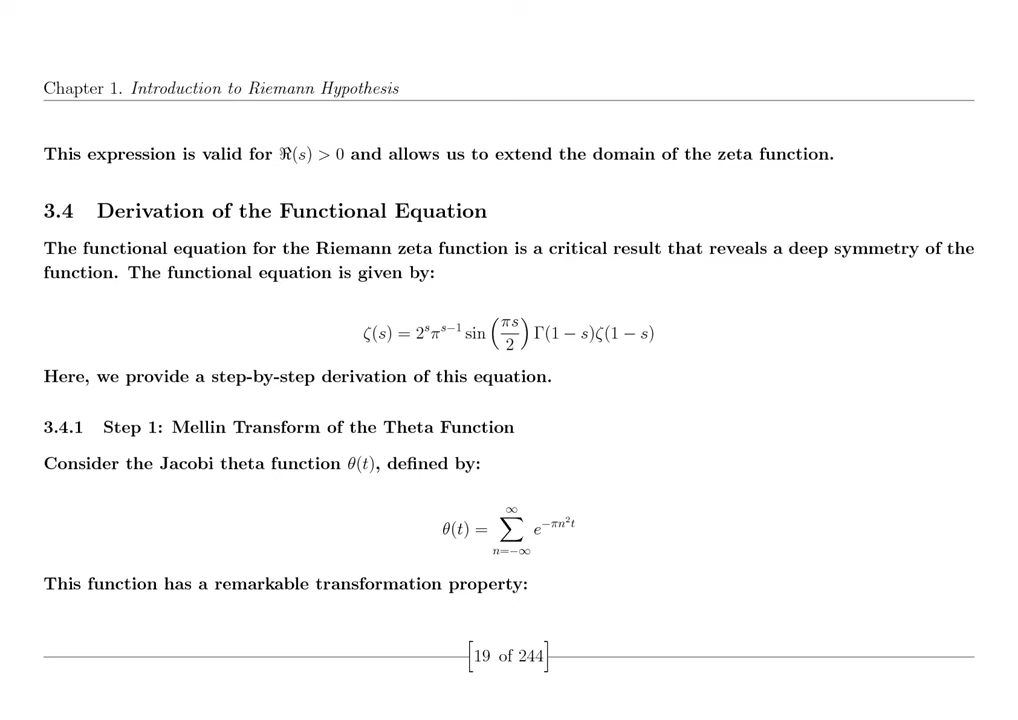 Chapter 1. Introduction to Riemann Hypothesis
This expression is valid for ℜ(s) > 0 and allows us to extend the domain of the zeta function.
3.4 Derivation of the Functional Equation
The functional equation for the Riemann zeta function is a critical result that reveals a deep symmetry of the
function. The functional equation is given by:
ζ(s) = 2^s π^{s−1} sin (πs/2) Γ(1 − s)ζ(1 − s)
Here, we provide a step-by-step derivation of this equation.
3.4.1 Step 1: Mellin Transform of the Theta Function
Consider the Jacobi theta function θ(t), defined by:
θ(t) = ∑_{n=−∞}^{∞} e^{−πn²t}
This function has a remarkable transformation property:
[19 of 244]